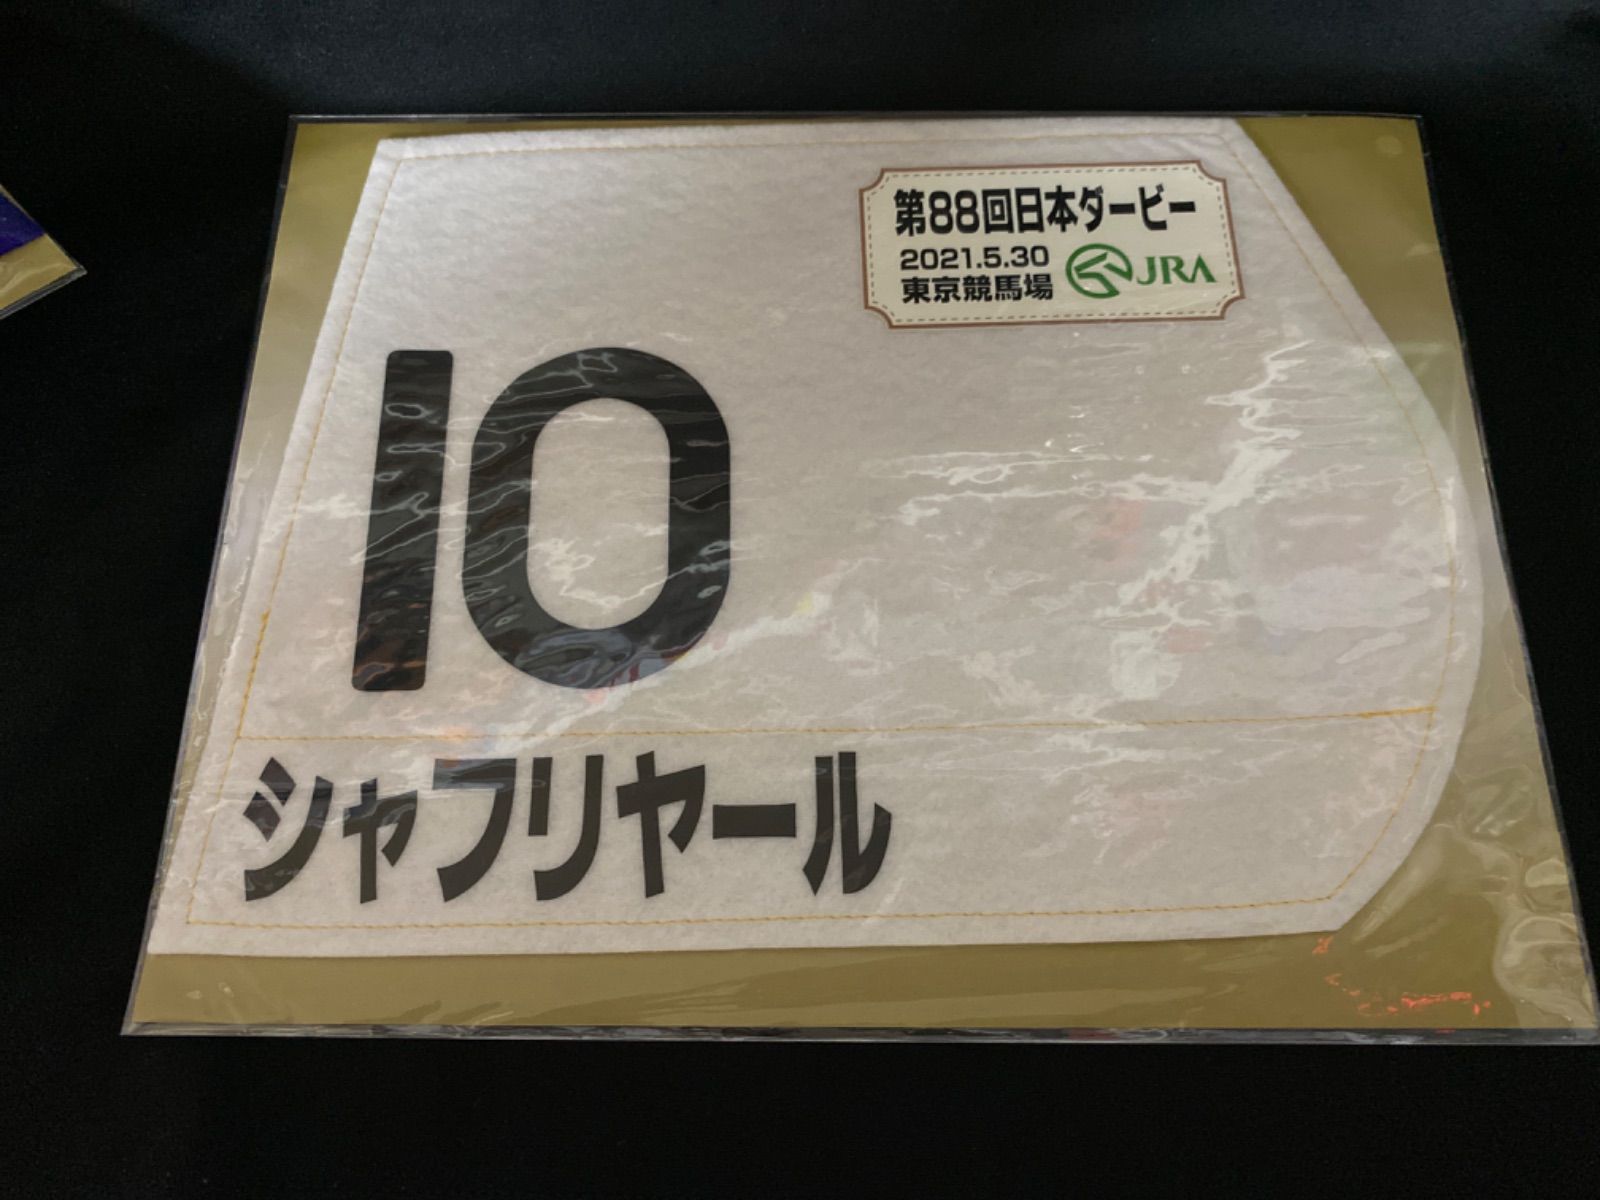 第88回日本ダービー
2021.5.30
東京競馬場
JRA
10
シャフリヤール